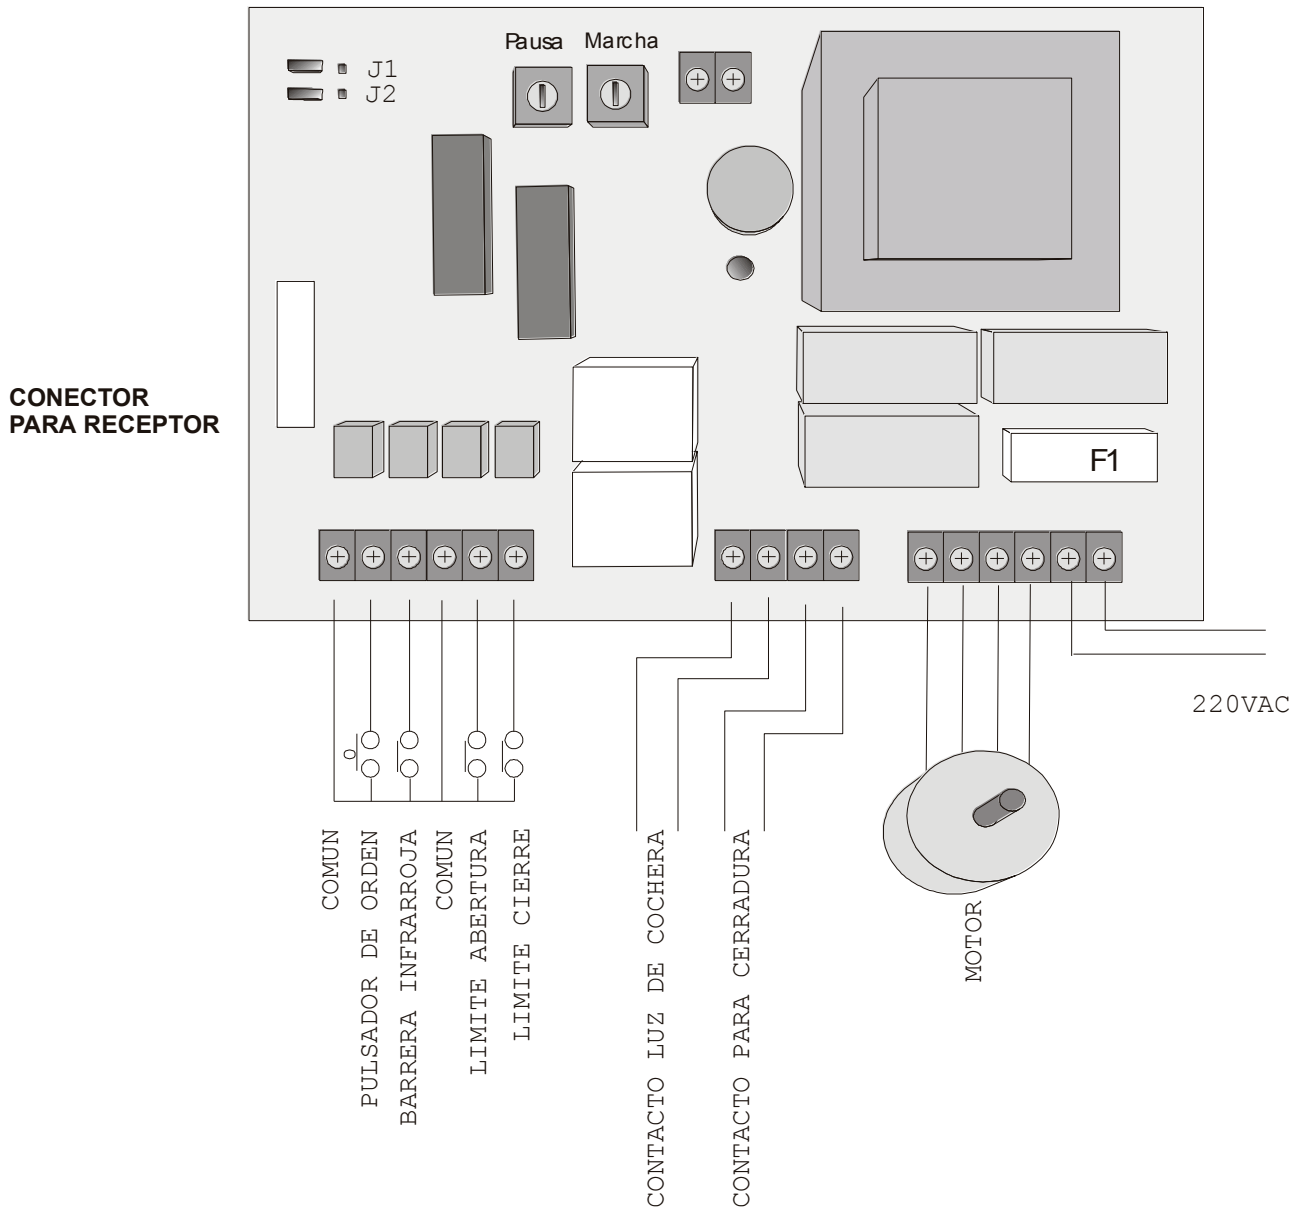 Pausa
Marcha
J1
J2
CONECTOR
PARA RECEPTOR
F1
220VAC
COMUN
PULSADOR DE ORDEN
BARRERA INFRARROJA
COMUN
LIMITE ABERTURA
LIMITE CIERRE
CONTACTO LUZ DE COCHERA
CONTACTO PARA CERRADURA
MOTOR